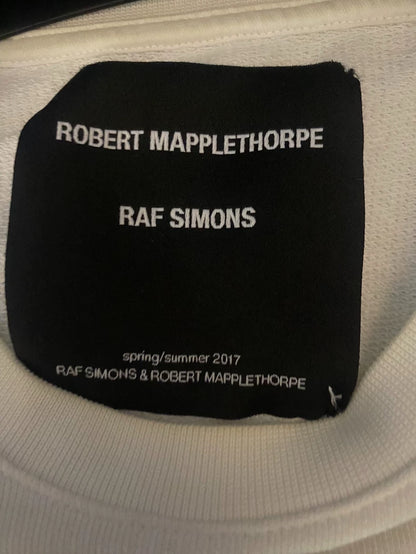 ROBERT MAPPLETHORPE
RAF SIMONS
spring/summer 2017
RAF SIMONS & ROBERT MAPPLETHORPE